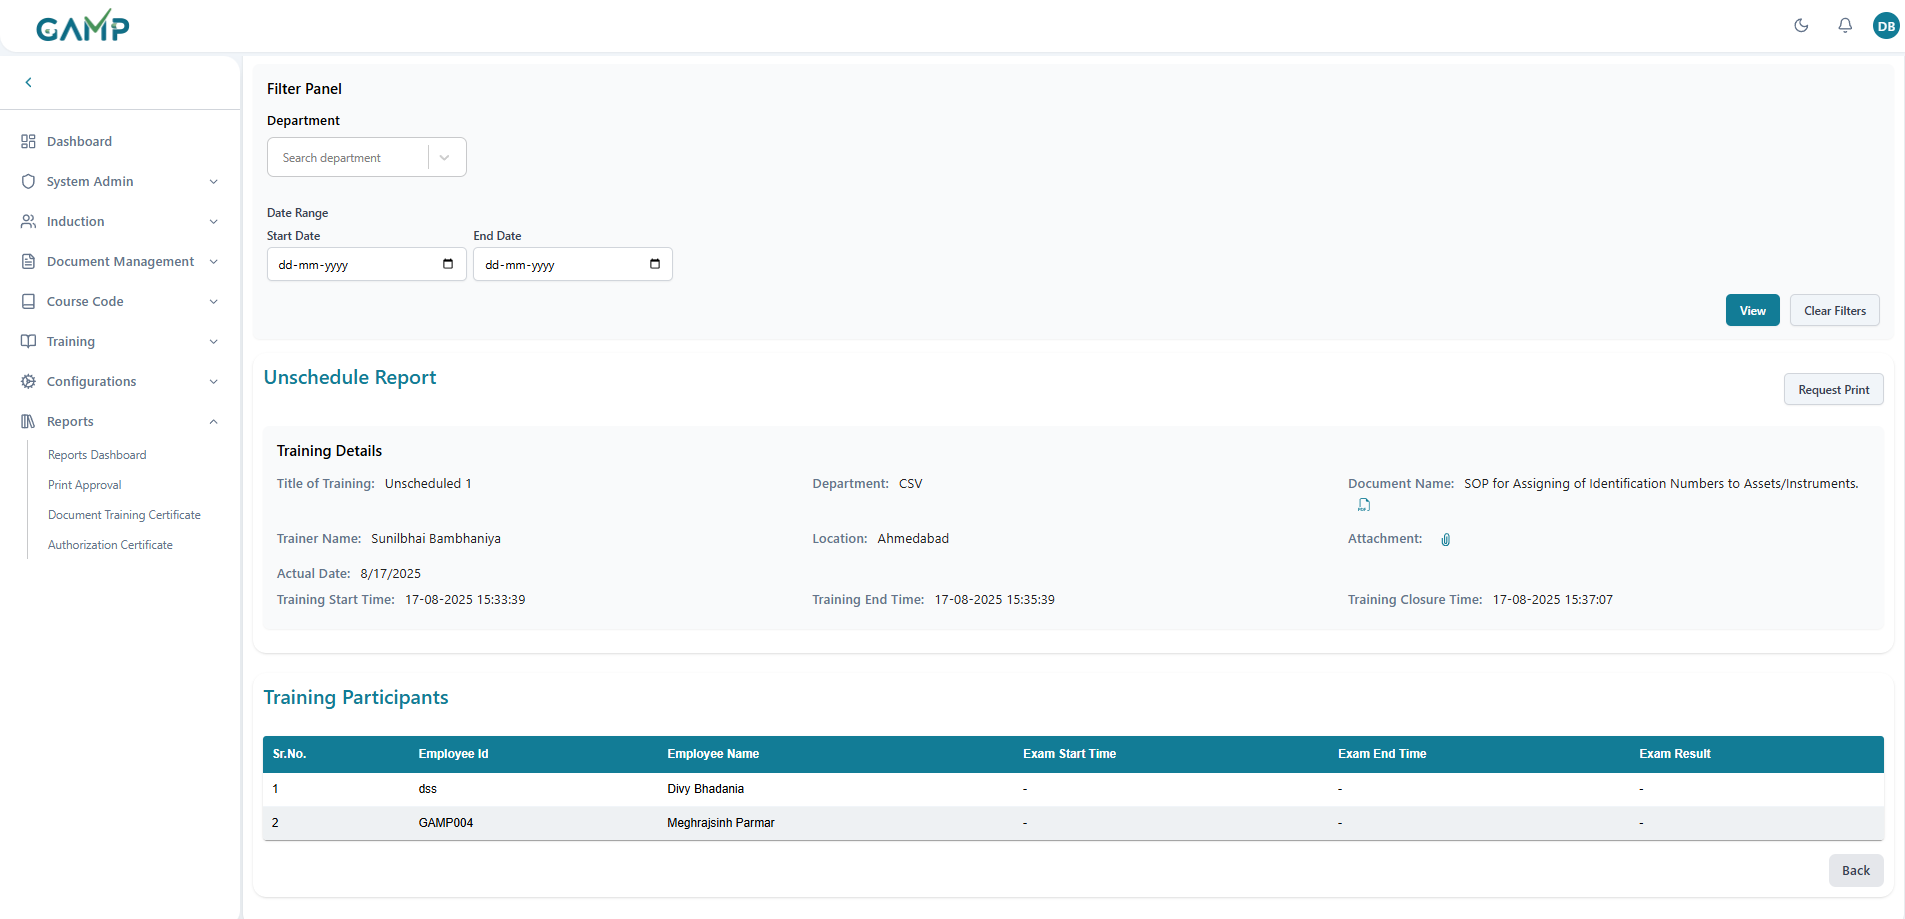 GAMP
DB
Dashboard
System Admin
Induction
Document Management
Course Code
Training
Configurations
Reports
Reports Dashboard
Print Approval
Document Training Certificate
Authorization Certificate
Filter Panel
Department
Search department
Date Range
Start Date End Date
dd-mm-yyyy dd-mm-yyyy
View Clear Filters
Unschedule Report
Request Print
Training Details
Title of Training: Unscheduled 1 Department: CSV Document Name: SOP for Assigning of Identification Numbers to Assets/Instruments.
PDF
Trainer Name: Sunilbhai Bambhaniya Location: Ahmedabad Attachment:
Actual Date: 8/17/2025
Training Start Time: 17-08-2025 15:33:39 Training End Time: 17-08-2025 15:35:39 Training Closure Time: 17-08-2025 15:37:07
Training Participants
Sr.No. Employee Id Employee Name Exam Start Time Exam End Time Exam Result
1 dss Divy Bhadania - - -
2 GAMP004 Meghrajsinh Parmar - - -
Back